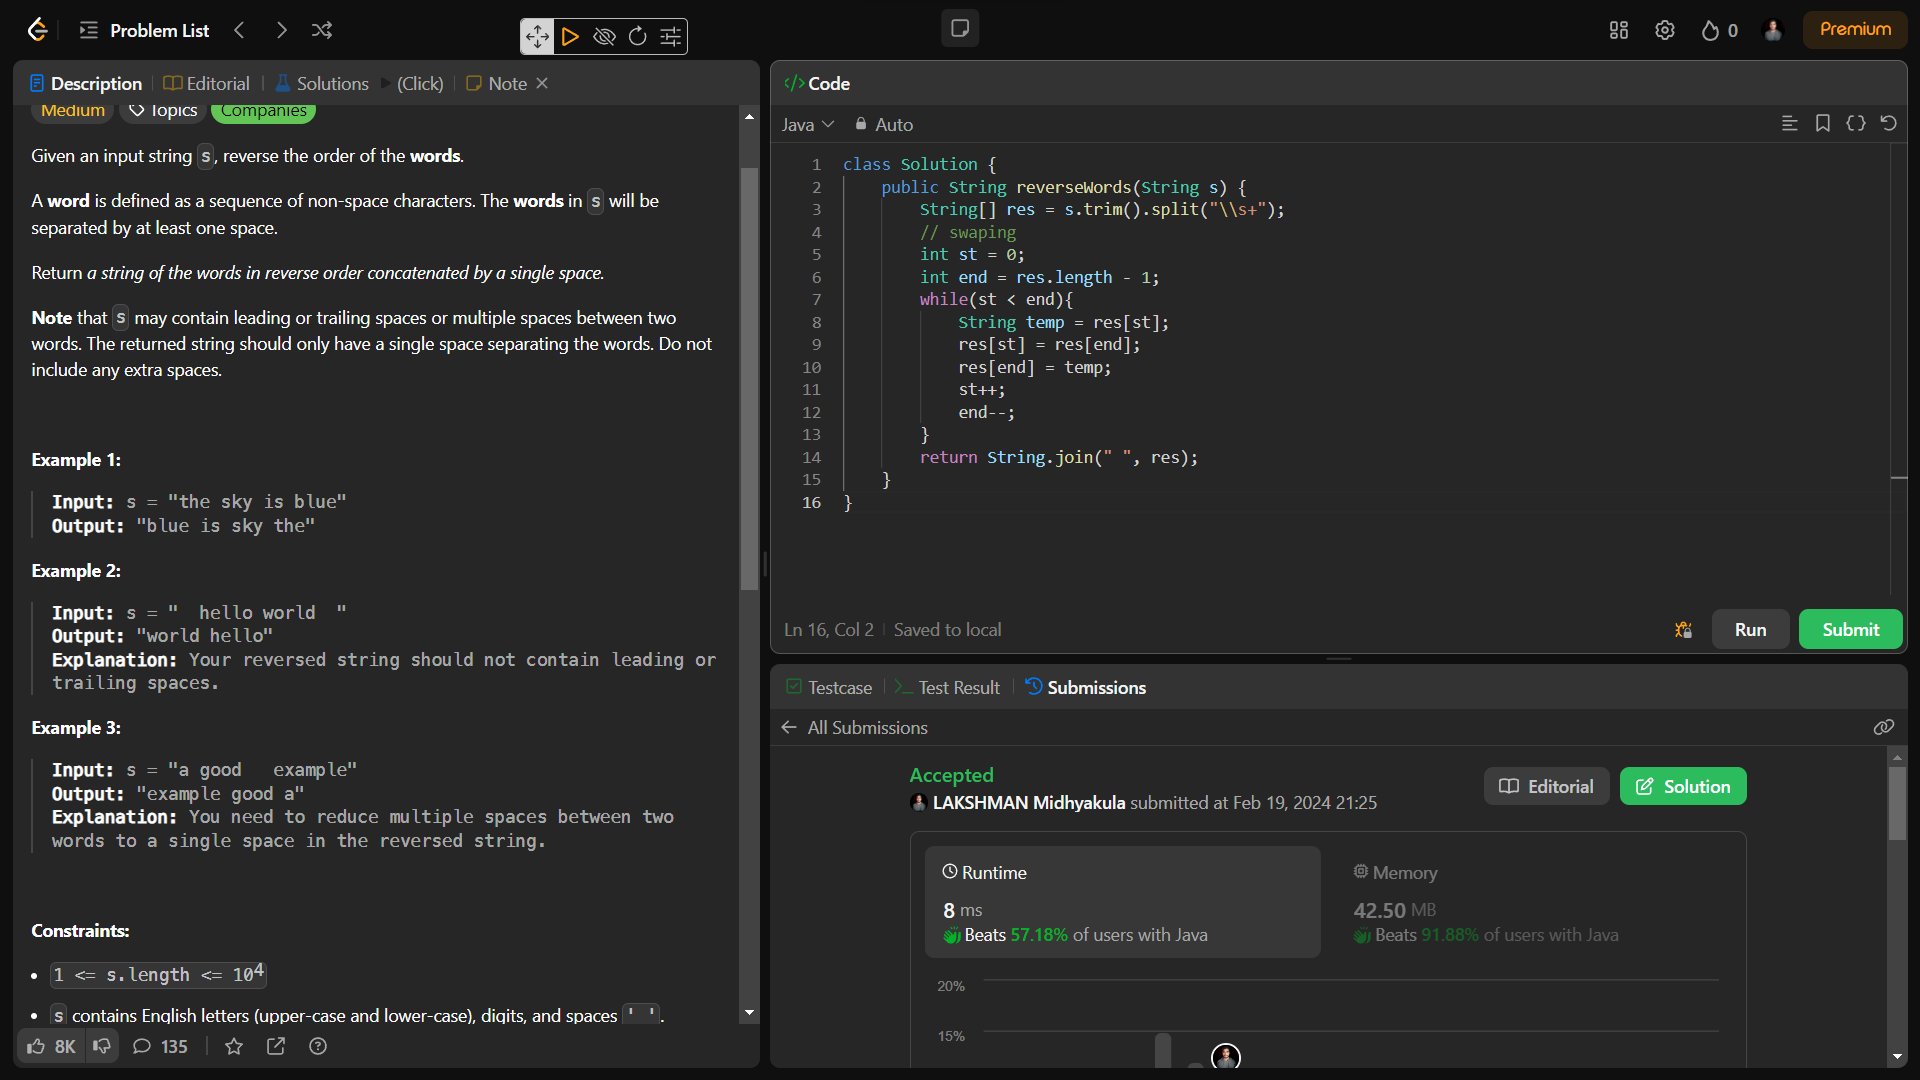 Problem List
0
Premium
Description
Editorial
Solutions
(Click)
Note
Medium
Topics
Companies
Given an input string s, reverse the order of the words.
A word is defined as a sequence of non-space characters. The words in s will be
separated by at least one space.
Return a string of the words in reverse order concatenated by a single space.
Note that s may contain leading or trailing spaces or multiple spaces between two
words. The returned string should only have a single space separating the words. Do not
include any extra spaces.
Example 1:
Input: s = "the sky is blue"
Output: "blue is sky the"
Example 2:
Input: s = "  hello world  "
Output: "world hello"
Explanation: Your reversed string should not contain leading or
trailing spaces.
Example 3:
Input: s = "a good   example"
Output: "example good a"
Explanation: You need to reduce multiple spaces between two
words to a single space in the reversed string.
Constraints:
• 1 <= s.length <= 10⁴
• s contains English letters (upper-case and lower-case), digits, and spaces ' '.
8K
135
</> Code
Java
Auto
1 class Solution {
2     public String reverseWords(String s) {
3         String[] res = s.trim().split("\\s+");
4         // swaping
5         int st = 0;
6         int end = res.length - 1;
7         while(st < end){
8             String temp = res[st];
9             res[st] = res[end];
10             res[end] = temp;
11             st++;
12             end--;
13         }
14         return String.join(" ", res);
15     }
16 }
Ln 16, Col 2
Saved to local
Run
Submit
Testcase
Test Result
Submissions
All Submissions
Accepted
LAKSHMAN Midhyakula submitted at Feb 19, 2024 21:25
Editorial
Solution
Runtime
8 ms
Beats 57.18% of users with Java
Memory
42.50 MB
Beats 91.88% of users with Java
20%
15%